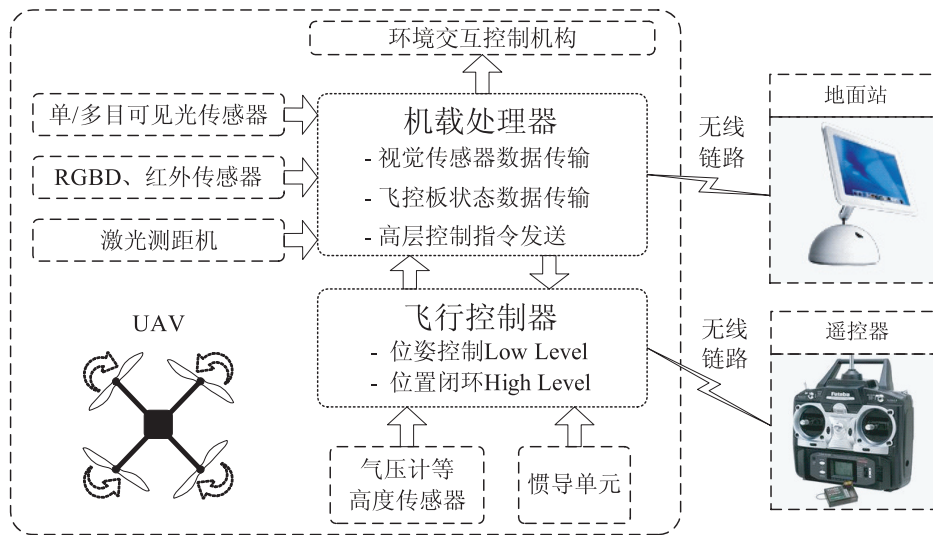 环境交互控制机构
单/多目可见光传感器
RGBD、红外传感器
激光测距机
机载处理器
- 视觉传感器数据传输
- 飞控板状态数据传输
- 高层控制指令发送
无线
链路
地面站
UAV
飞行控制器
- 位姿控制Low Level
- 位置闭环High Level
无线
链路
遥控器
Futaba
气压计等
高度传感器
惯导单元